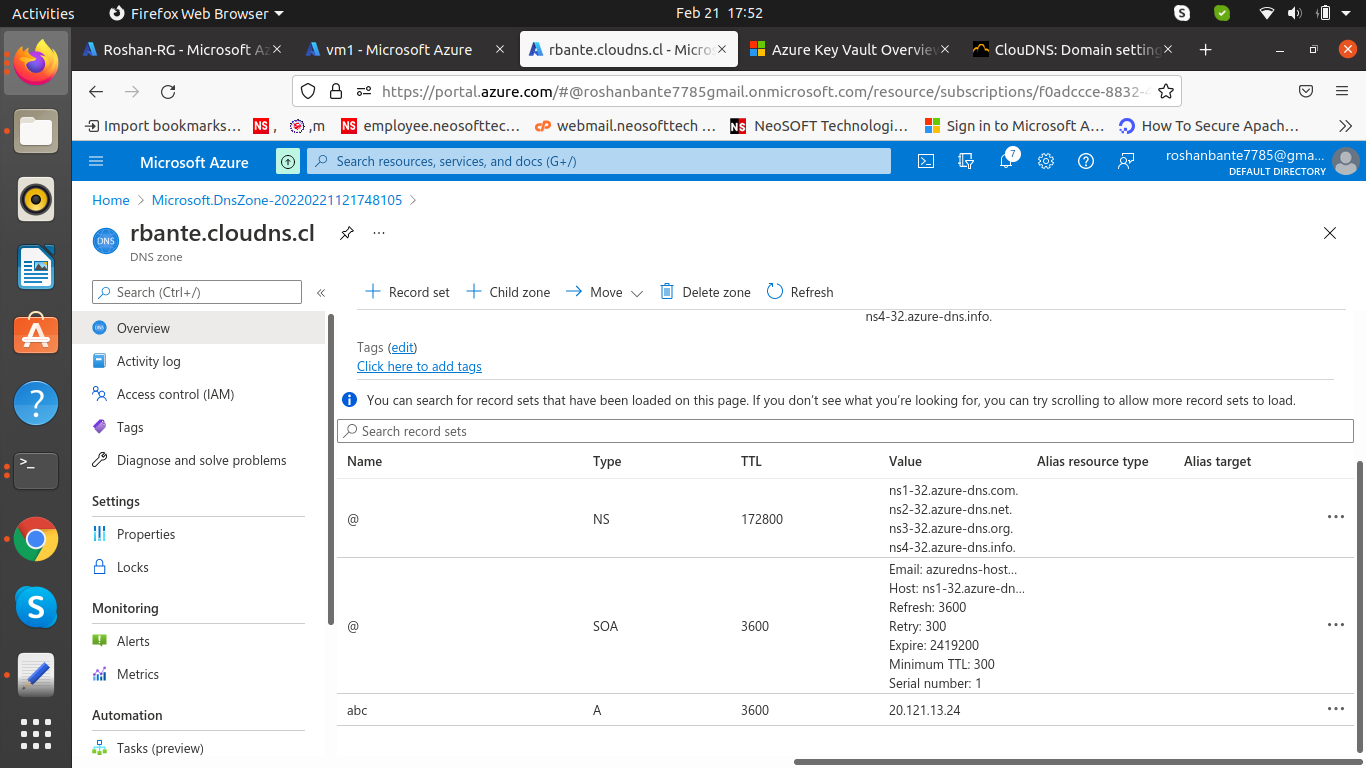 Activities
Firefox Web Browser
Feb 21 17:52
Roshan-RG - Microsoft Az
vm1 - Microsoft Azure
rbante.cloudns.cl - Micros
Azure Key Vault Overview
ClouDNS: Domain setting
https://portal.azure.com/#@roshanbante7785gmail.onmicrosoft.com/resource/subscriptions/f0adccce-8832-4
Import bookmarks...
NS ,
,m
NS employee.neosofttec...
cP webmail.neosofttech ...
NS NeoSOFT Technologi...
Sign in to Microsoft A...
How To Secure Apach...
Microsoft Azure
Search resources, services, and docs (G+/)
7
roshanbante7785@gma...
DEFAULT DIRECTORY
Home > Microsoft.DnsZone-20220221121748105 >
DNS
rbante.cloudns.cl
...
DNS zone
Search (Ctrl+/)
«
Record set
Child zone
Move
Delete zone
Refresh
Overview
Activity log
Access control (IAM)
Tags
Diagnose and solve problems
Settings
Properties
Locks
Monitoring
Alerts
Metrics
Automation
Tasks (preview)
ns4-32.azure-dns.info.
Tags (edit)
Click here to add tags
You can search for record sets that have been loaded on this page. If you don't see what you're looking for, you can try scrolling to allow more record sets to load.
Search record sets
Name Type TTL Value Alias resource type Alias target
@ NS 172800
ns1-32.azure-dns.com.
ns2-32.azure-dns.net.
ns3-32.azure-dns.org.
ns4-32.azure-dns.info.
@ SOA 3600
Email: azuredns-host...
Host: ns1-32.azure-dn...
Refresh: 3600
Retry: 300
Expire: 2419200
Minimum TTL: 300
Serial number: 1
abc A 3600 20.121.13.24